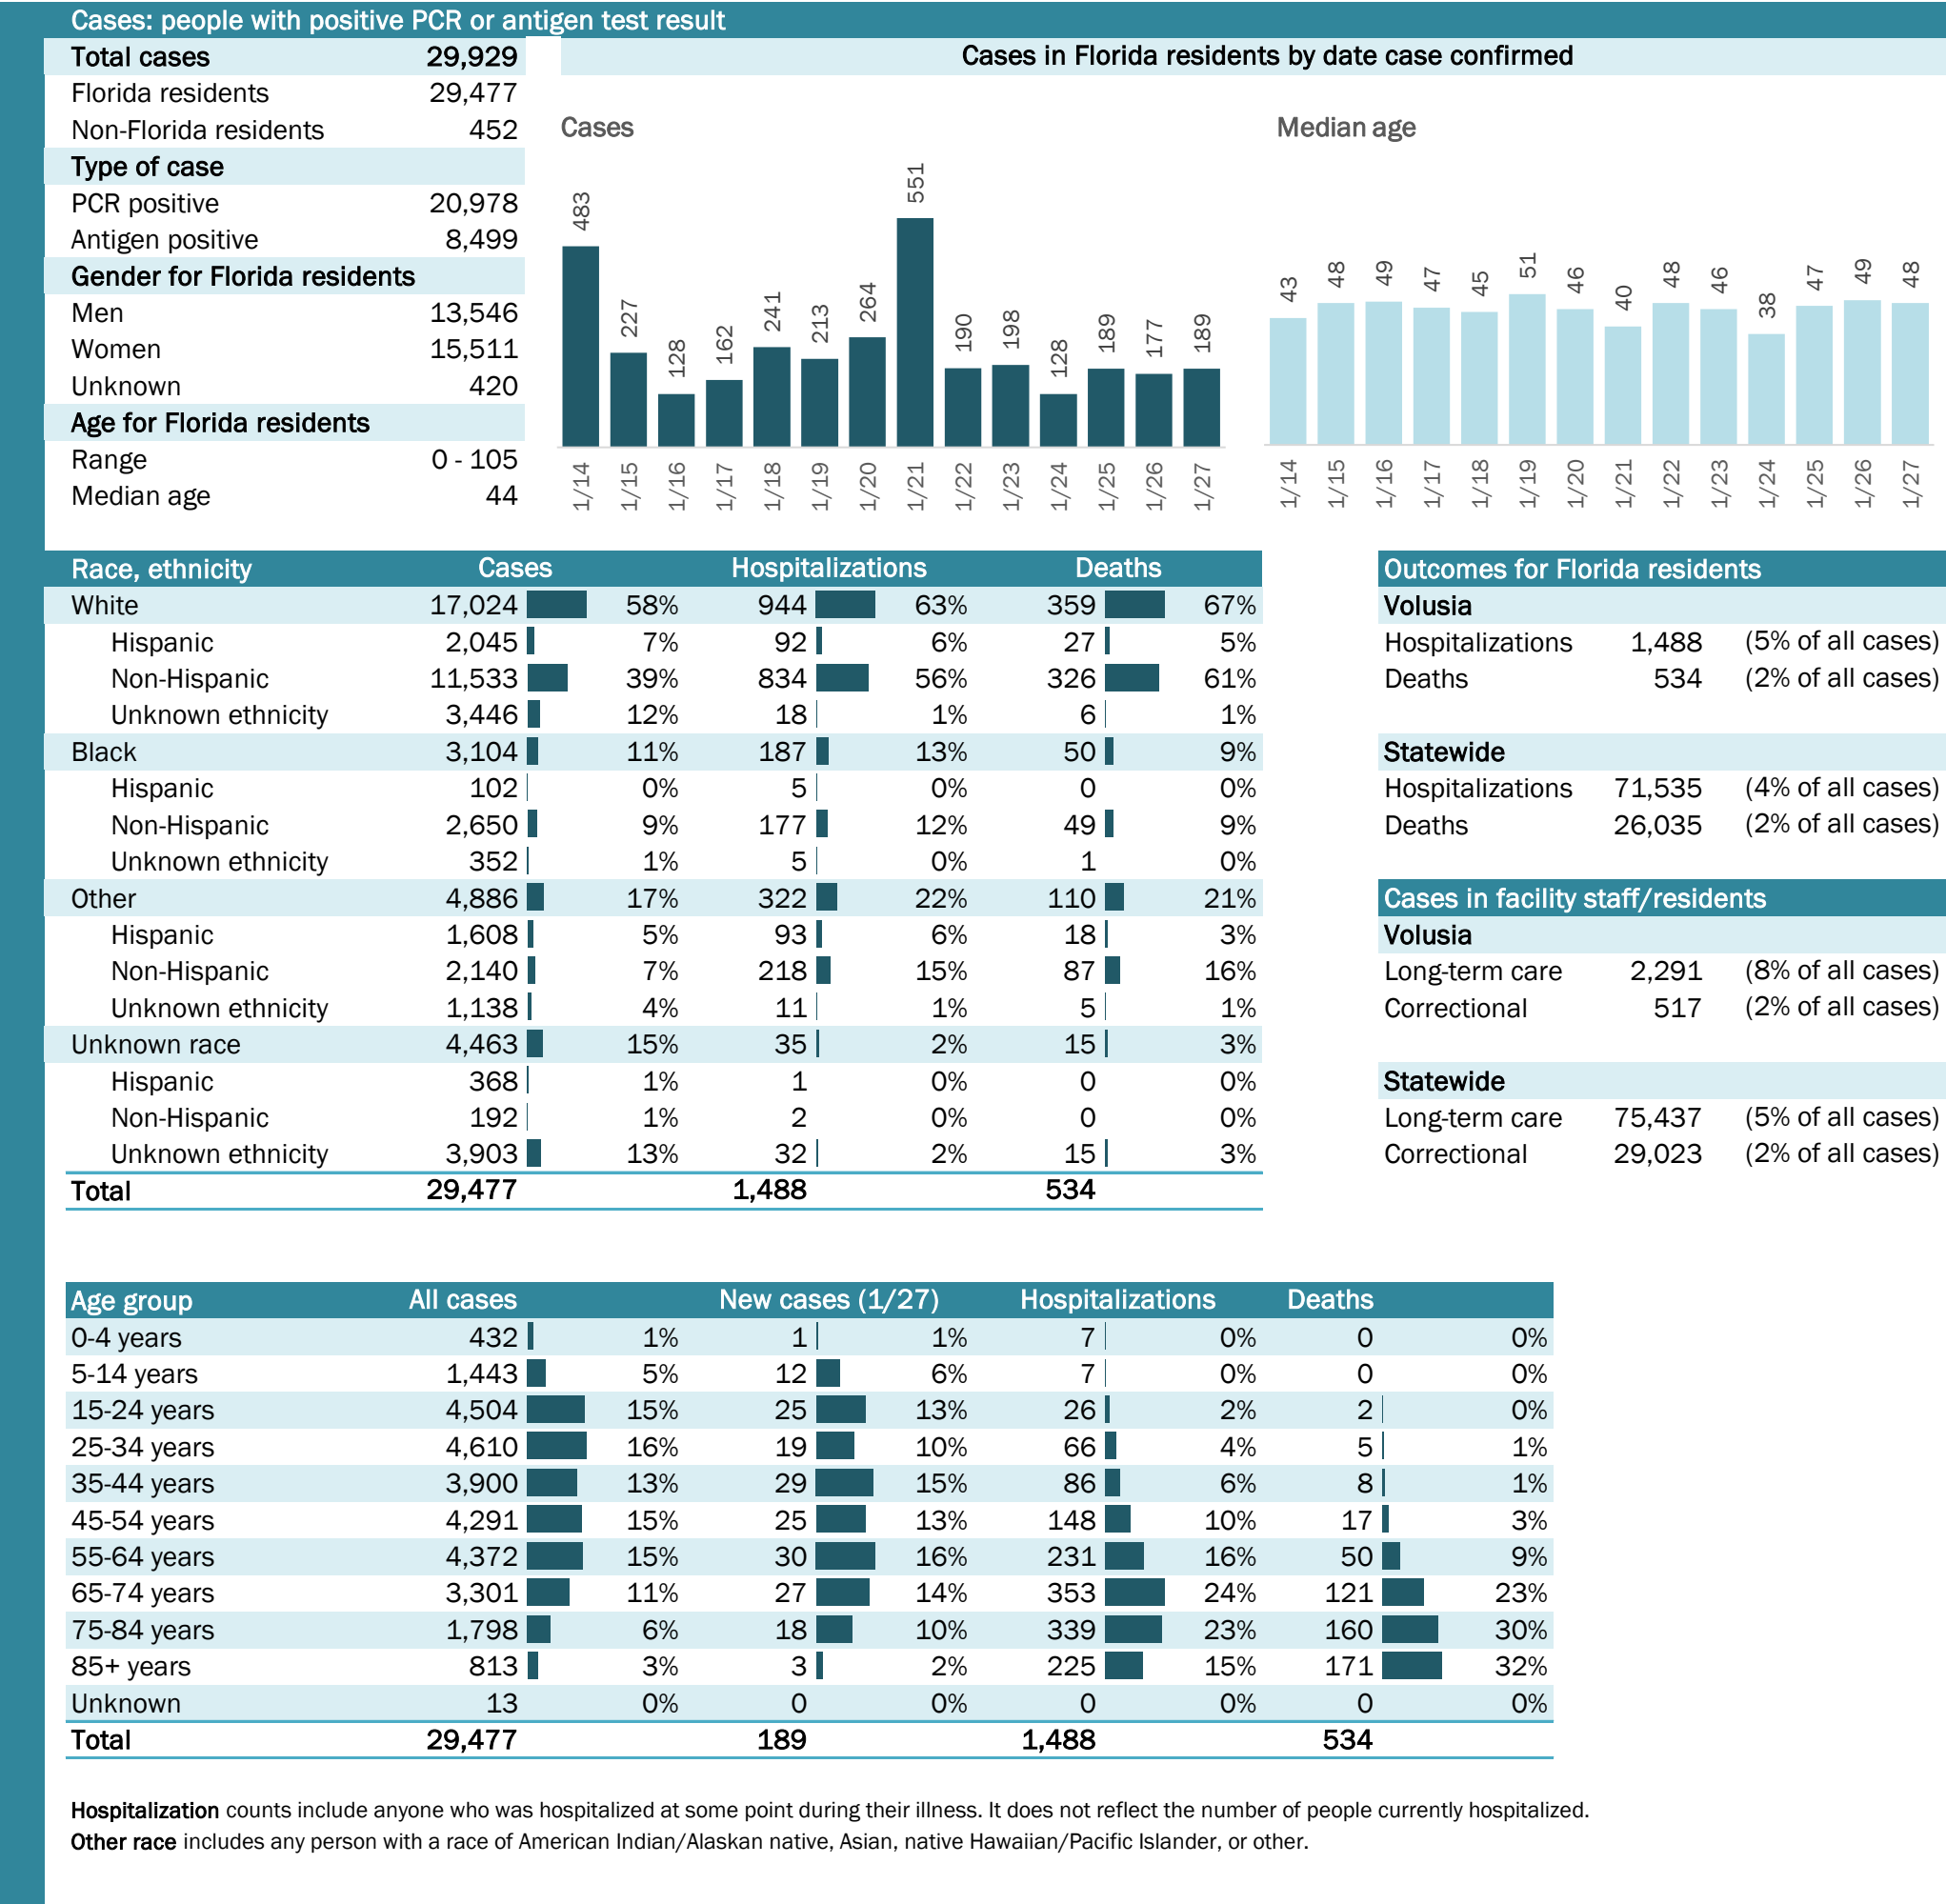 Cases: people with positive PCR or antigen test result
Total cases 29,929
Florida residents 29,477
Non-Florida residents 452
Type of case
PCR positive 20,978
Antigen positive 8,499
Gender for Florida residents
Men 13,546
Women 15,511
Unknown 420
Age for Florida residents
Range 0 - 105
Median age 44
Cases in Florida residents by date case confirmed
Cases
483 227 128 162 241 213 264 551 190 198 128 189 177 189
1/14 1/15 1/16 1/17 1/18 1/19 1/20 1/21 1/22 1/23 1/24 1/25 1/26 1/27
Median age
43 48 49 47 45 51 46 40 48 46 38 47 49 48
1/14 1/15 1/16 1/17 1/18 1/19 1/20 1/21 1/22 1/23 1/24 1/25 1/26 1/27
Race, ethnicity Cases Hospitalizations Deaths
White 17,024 58% 944 63% 359 67%
Hispanic 2,045 7% 92 6% 27 5%
Non-Hispanic 11,533 39% 834 56% 326 61%
Unknown ethnicity 3,446 12% 18 1% 6 1%
Black 3,104 11% 187 13% 50 9%
Hispanic 102 0% 5 0% 0 0%
Non-Hispanic 2,650 9% 177 12% 49 9%
Unknown ethnicity 352 1% 5 0% 1 0%
Other 4,886 17% 322 22% 110 21%
Hispanic 1,608 5% 93 6% 18 3%
Non-Hispanic 2,140 7% 218 15% 87 16%
Unknown ethnicity 1,138 4% 11 1% 5 1%
Unknown race 4,463 15% 35 2% 15 3%
Hispanic 368 1% 1 0% 0 0%
Non-Hispanic 192 1% 2 0% 0 0%
Unknown ethnicity 3,903 13% 32 2% 15 3%
Total 29,477 1,488 534
Outcomes for Florida residents
Volusia
Hospitalizations 1,488 (5% of all cases)
Deaths 534 (2% of all cases)
Statewide
Hospitalizations 71,535 (4% of all cases)
Deaths 26,035 (2% of all cases)
Cases in facility staff/residents
Volusia
Long-term care 2,291 (8% of all cases)
Correctional 517 (2% of all cases)
Statewide
Long-term care 75,437 (5% of all cases)
Correctional 29,023 (2% of all cases)
Age group All cases New cases (1/27) Hospitalizations Deaths
0-4 years 432 1% 1 1% 7 0% 0 0%
5-14 years 1,443 5% 12 6% 7 0% 0 0%
15-24 years 4,504 15% 25 13% 26 2% 2 0%
25-34 years 4,610 16% 19 10% 66 4% 5 1%
35-44 years 3,900 13% 29 15% 86 6% 8 1%
45-54 years 4,291 15% 25 13% 148 10% 17 3%
55-64 years 4,372 15% 30 16% 231 16% 50 9%
65-74 years 3,301 11% 27 14% 353 24% 121 23%
75-84 years 1,798 6% 18 10% 339 23% 160 30%
85+ years 813 3% 3 2% 225 15% 171 32%
Unknown 13 0% 0 0% 0 0% 0 0%
Total 29,477 189 1,488 534
Hospitalization counts include anyone who was hospitalized at some point during their illness. It does not reflect the number of people currently hospitalized.
Other race includes any person with a race of American Indian/Alaskan native, Asian, native Hawaiian/Pacific Islander, or other.